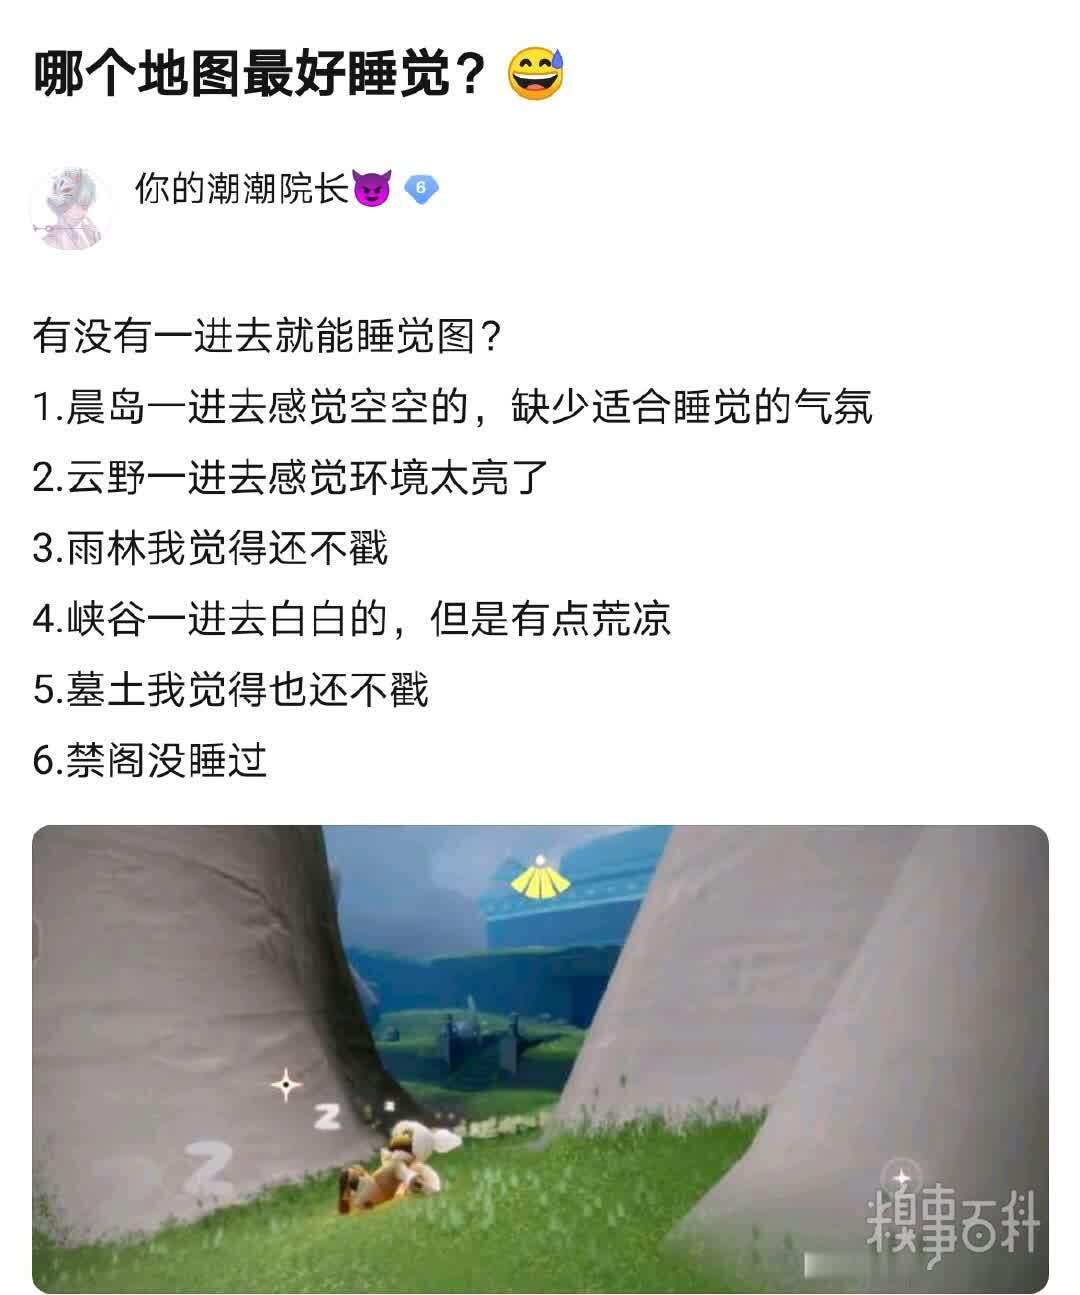 哪个地图最好睡觉？😅
你的潮潮院长😈 6
有没有一进去就能睡觉图？
1.晨岛一进去感觉空空的，缺少适合睡觉的气氛
2.云野一进去感觉环境太亮了
3.雨林我觉得还不戳
4.峡谷一进去白白的，但是有点荒凉
5.墓土我觉得也还不戳
6.禁阁没睡过
z
z
Z
糗事百科